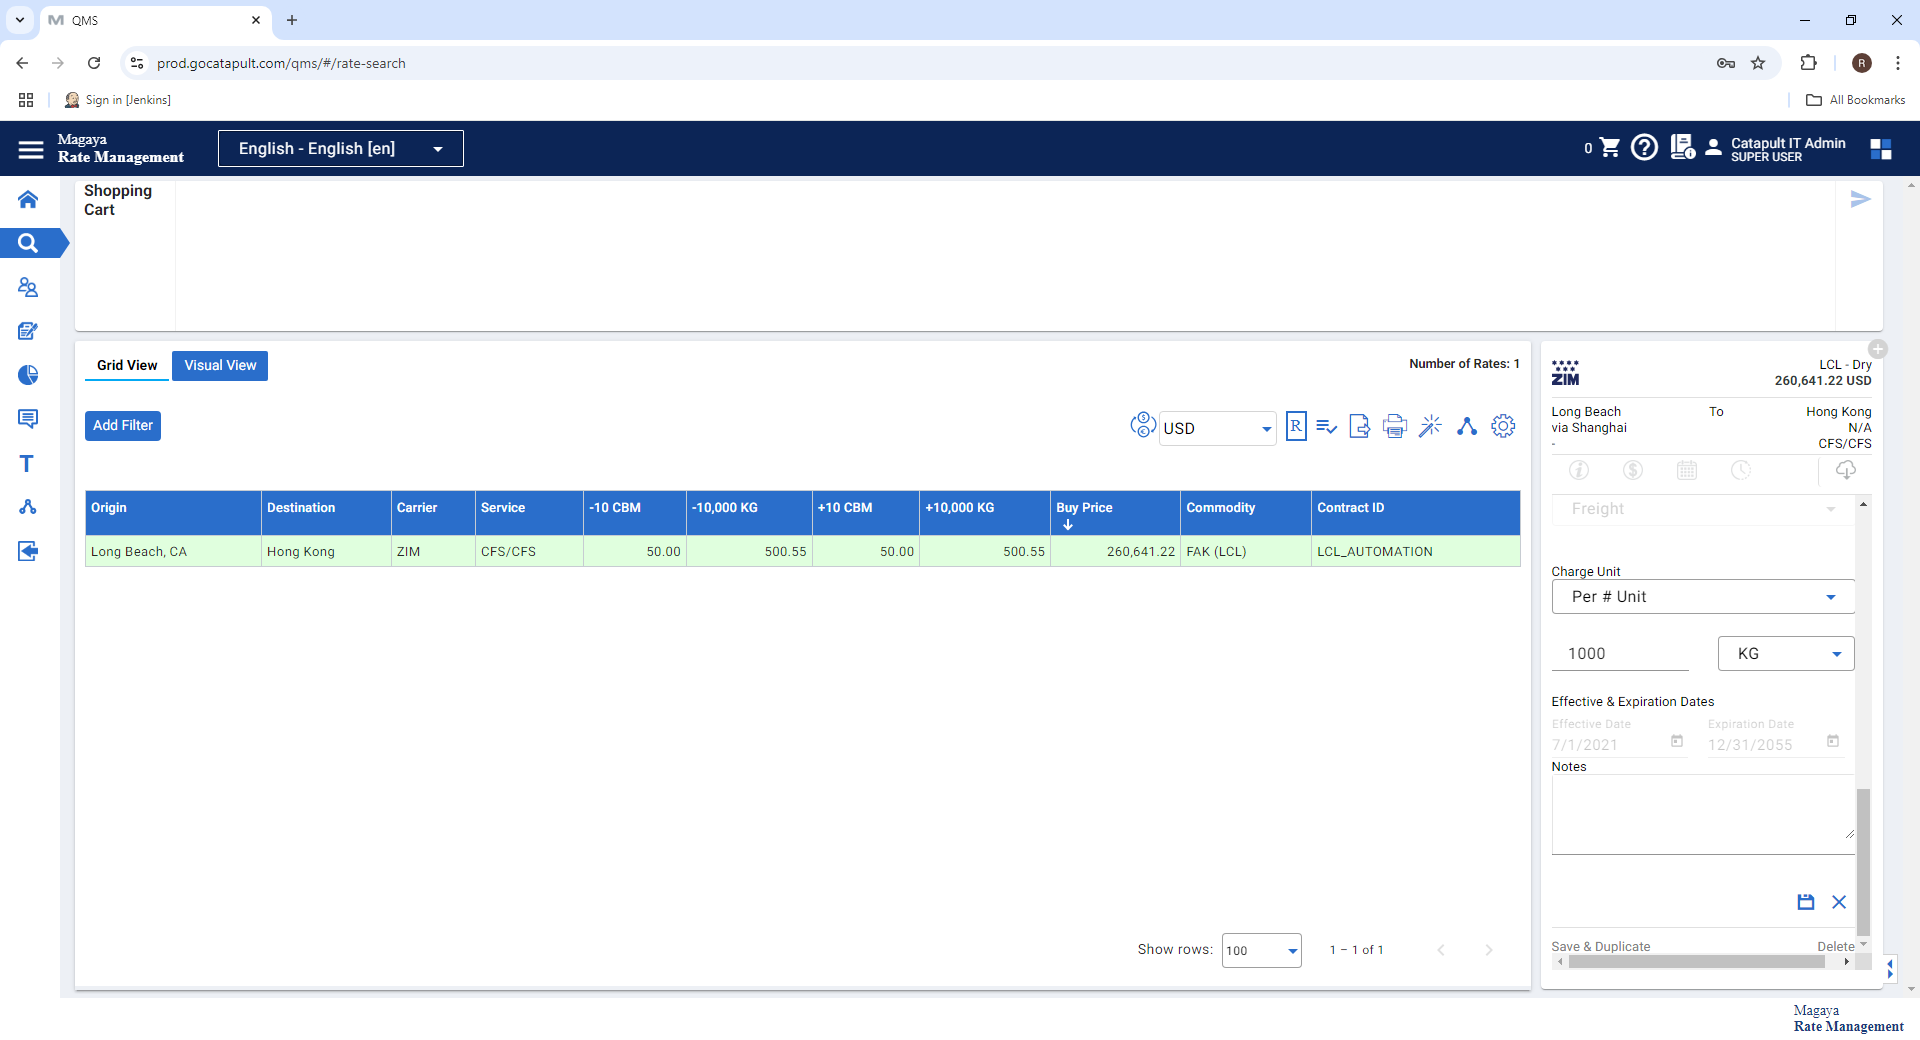 QMS
prod.gocatapult.com/qms/#/rate-search
R
Sign in [Jenkins]
All Bookmarks
Magaya
Rate Management
English - English [en]
0
Catapult IT Admin
SUPER USER
Shopping
Cart
Grid View
Visual View
Number of Rates: 1
Add Filter
USD
R
Origin
Destination
Carrier
Service
-10 CBM
-10,000 KG
+10 CBM
+10,000 KG
Buy Price
Commodity
Contract ID
Long Beach, CA
Hong Kong
ZIM
CFS/CFS
50.00
500.55
50.00
500.55
260,641.22
FAK (LCL)
LCL_AUTOMATION
Show rows:
100
1 – 1 of 1
ZIM
LCL - Dry
260,641.22 USD
Long Beach
To
Hong Kong
via Shanghai
N/A
-
CFS/CFS
Freight
Charge Unit
Per # Unit
1000
KG
Effective & Expiration Dates
Effective Date
Expiration Date
7/1/2021
12/31/2055
Notes
Save & Duplicate
Delete
T
Magaya
Rate Management